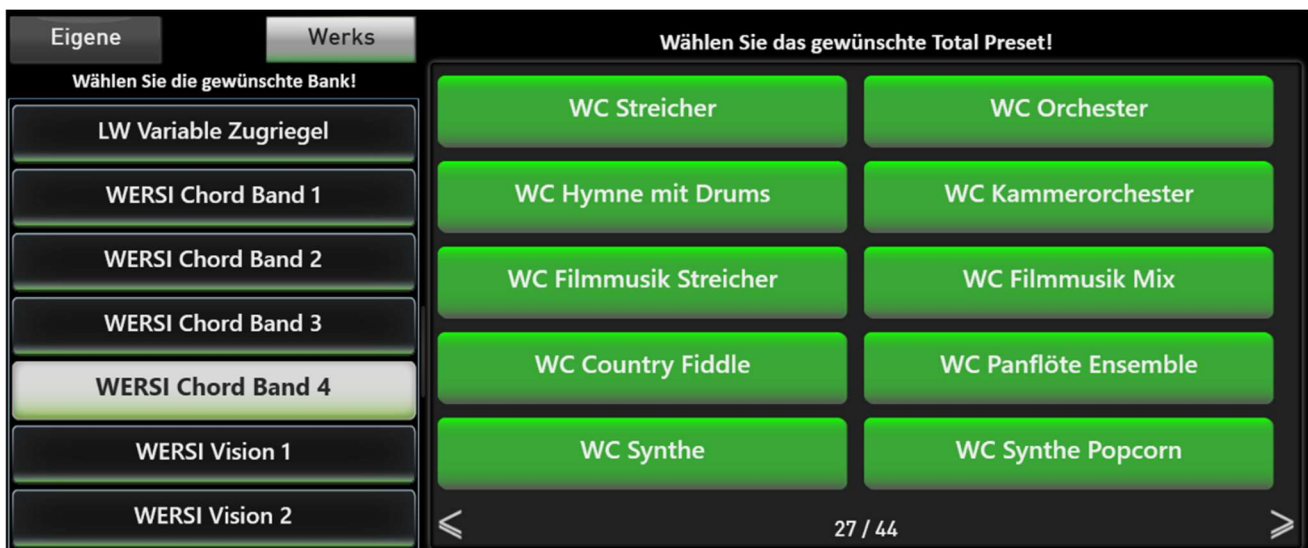 Eigene
Werks
Wählen Sie die gewünschte Bank!
LW Variable Zugriegel
WERSI Chord Band 1
WERSI Chord Band 2
WERSI Chord Band 3
WERSI Chord Band 4
WERSI Vision 1
WERSI Vision 2
Wählen Sie das gewünschte Total Preset!
WC Streicher
WC Orchester
WC Hymne mit Drums
WC Kammerorchester
WC Filmmusik Streicher
WC Filmmusik Mix
WC Country Fiddle
WC Panflöte Ensemble
WC Synthe
WC Synthe Popcorn
27 / 44